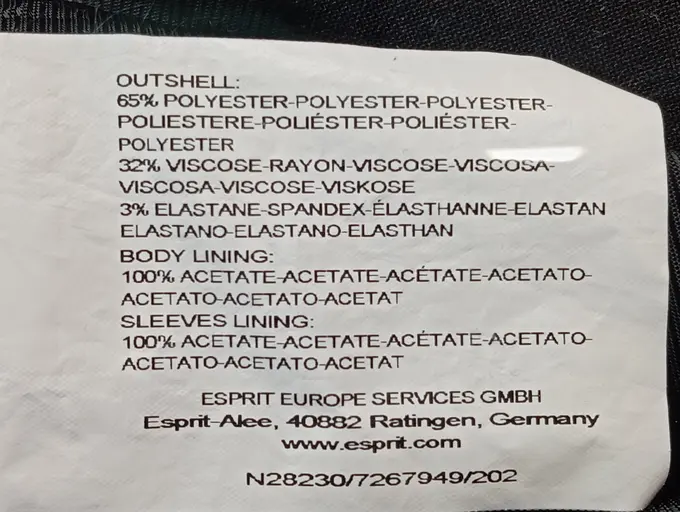 OUTSHELL:
65% POLYESTER-POLYESTER-POLYESTER-
POLIESTERE-POLIÉSTER-POLIÉSTER-
POLYESTER
32% VISCOSE-RAYON-VISCOSE-VISCOSA-
VISCOSA-VISCOSE-VISKOSE
3% ELASTANE-SPANDEX-ÉLASTHANNE-ELASTAN
ELASTANO-ELASTANO-ELASTHAN
BODY LINING:
100% ACETATE-ACETATE-ACÉTATE-ACETATO-
ACETATO-ACETATO-ACETAT
SLEEVES LINING:
100% ACETATE-ACETATE-ACÉTATE-ACETATO-
ACETATO-ACETATO-ACETAT
ESPRIT EUROPE SERVICES GMBH
Esprit-Alee, 40882 Ratingen, Germany
www.esprit.com
N28230/7267949/202